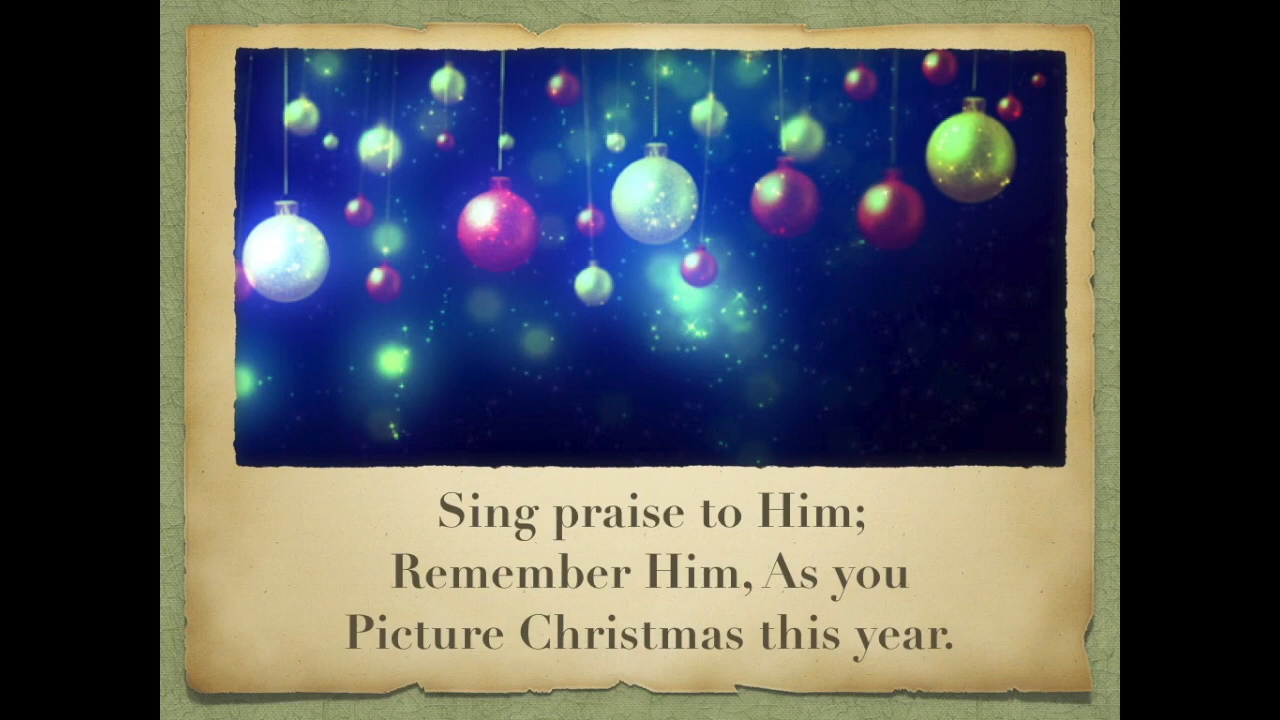 Sing praise to Him;
Remember Him, As you
Picture Christmas this year.